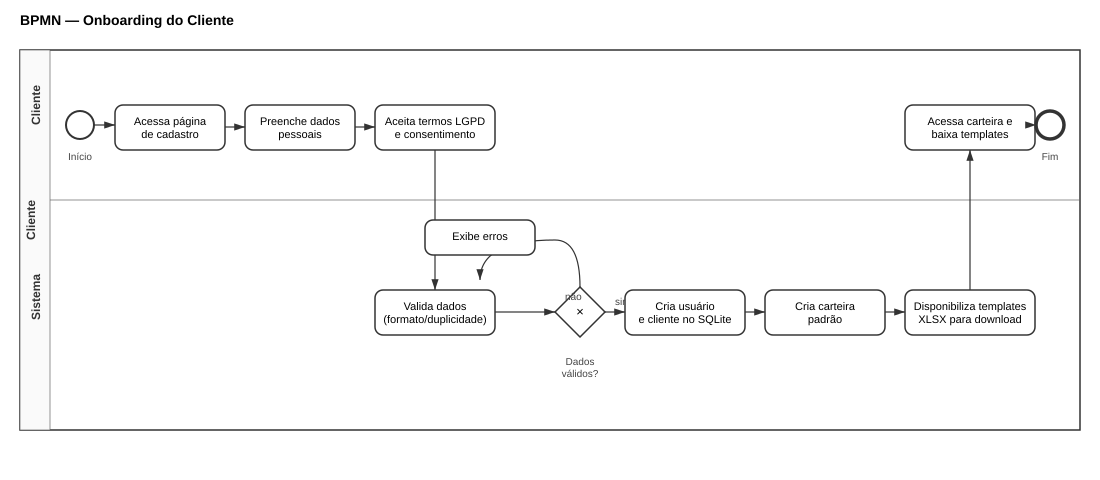 BPMN — Onboarding do Cliente
Cliente
Início
Acessa página
de cadastro
Preenche dados
pessoais
Aceita termos LGPD
e consentimento
Acessa carteira e
baixa templates
Fim
Cliente
Sistema
Exibe erros
Valida dados
(formato/duplicidade)
não
×
Dados
válidos?
Cria usuário
e cliente no SQLite
Cria carteira
padrão
Disponibiliza templates
XLSX para download